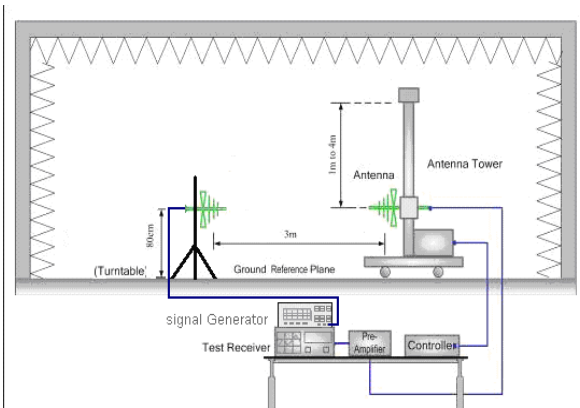 1m to 4m
Antenna
Antenna Tower
80cm
3m
(Turntable)
Ground Reference Plane
signal Generator
Test Receiver
Pre-
Amplifier
Controller